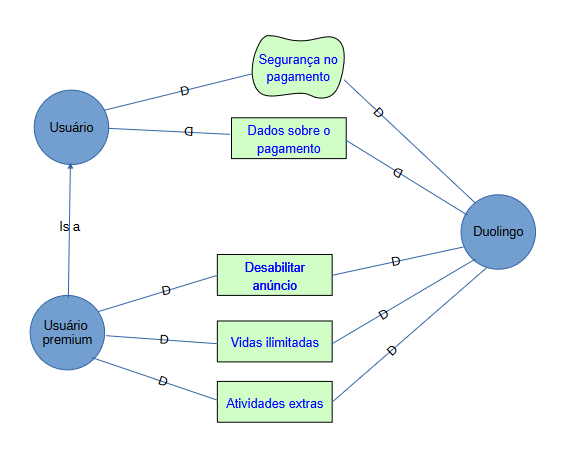 Segurança no
pagamento
D
Usuário
D
Dados sobre o
pagamento
D
D
Is a
Duolingo
Desabilitar
anúncio
D
D
Usuário
premium
D
Vidas ilimitadas
D
D
Atividades extras
D